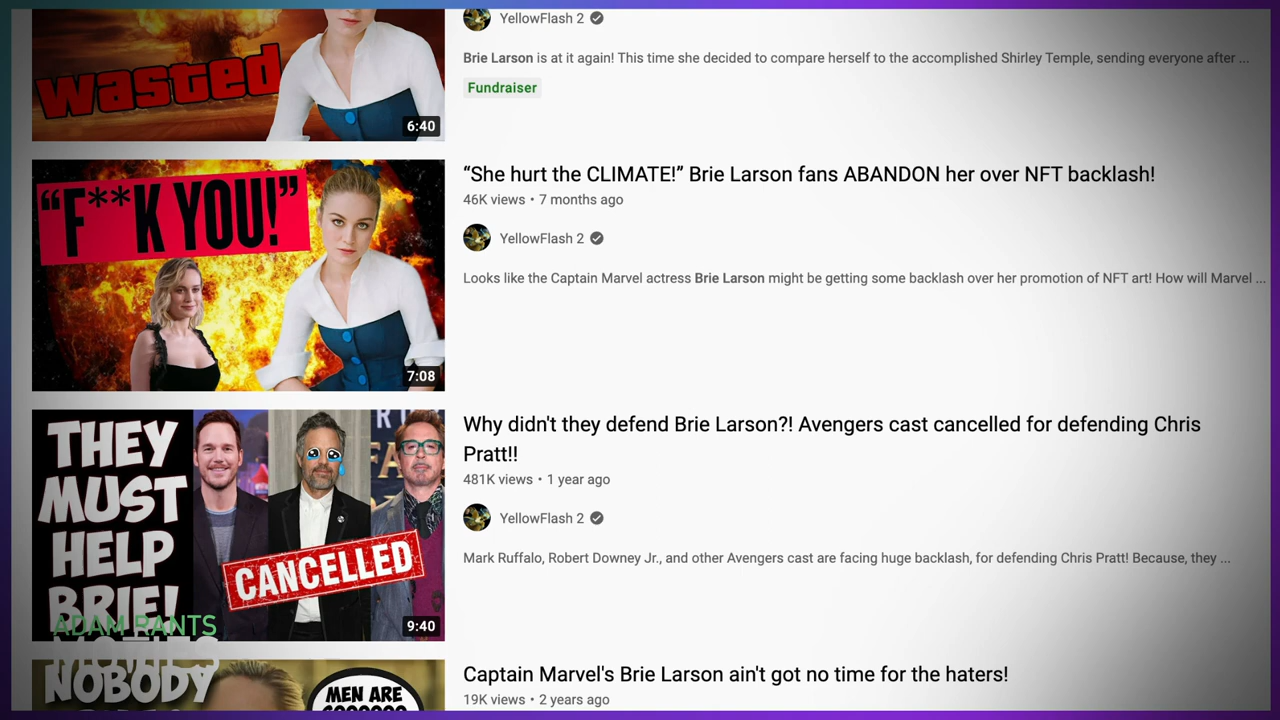 wasted
6:40
YellowFlash 2
Brie Larson is at it again! This time she decided to compare herself to the accomplished Shirley Temple, sending everyone after ...
Fundraiser
“F**K YOU!”
7:08
“She hurt the CLIMATE!” Brie Larson fans ABANDON her over NFT backlash!
46K views • 7 months ago
YellowFlash 2
Looks like the Captain Marvel actress Brie Larson might be getting some backlash over her promotion of NFT art! How will Marvel ...
THEY
MUST
HELP
BRIE!
CANCELLED
9:40
Why didn't they defend Brie Larson?! Avengers cast cancelled for defending Chris
Pratt!!
481K views • 1 year ago
YellowFlash 2
Mark Ruffalo, Robert Downey Jr., and other Avengers cast are facing huge backlash, for defending Chris Pratt! Because, they ...
ADAM RANTS
MOVIES
NOBODY
MEN ARE
Captain Marvel's Brie Larson ain't got no time for the haters!
19K views • 2 years ago